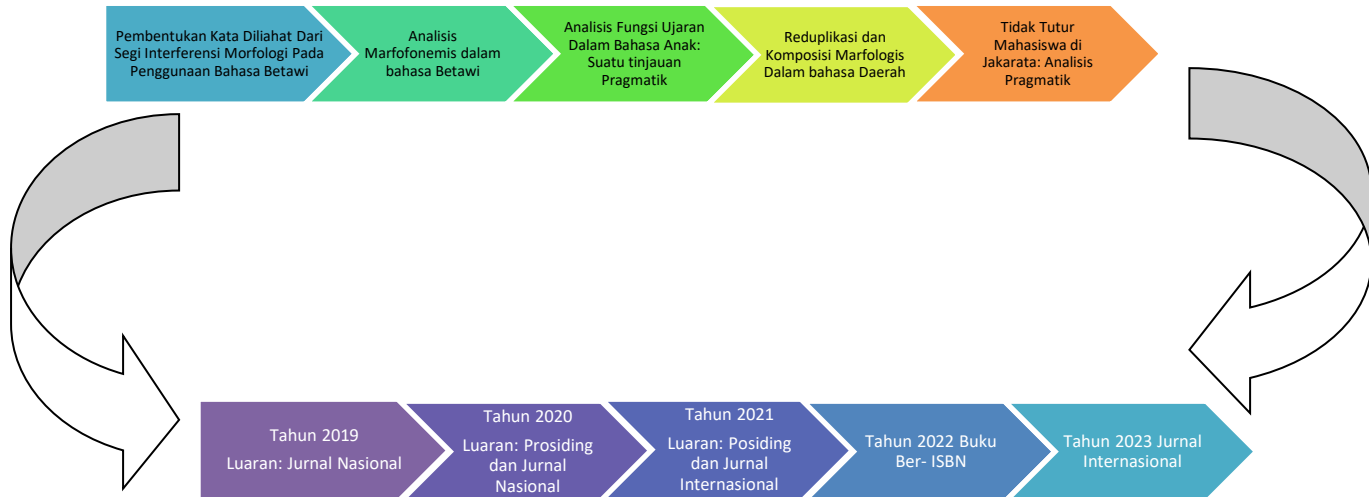 Pembentukan Kata Diliahat Dari
Segi Interferensi Morfologi Pada
Penggunaan Bahasa Betawi
Analisis
Marfofonemis dalam
bahasa Betawi
Analisis Fungsi Ujaran
Dalam Bahasa Anak:
Suatu tinjauan
Pragmatik
Reduplikasi dan
Komposisi Marfologis
Dalam bahasa Daerah
Tidak Tutur
Mahasiswa di
Jakarata: Analisis
Pragmatik
Tahun 2019
Luaran: Jurnal Nasional
Tahun 2020
Luaran: Prosiding
dan Jurnal
Nasional
Tahun 2021
Luaran: Posiding
dan Jurnal
Internasional
Tahun 2022 Buku
Ber- ISBN
Tahun 2023 Jurnal
Internasional